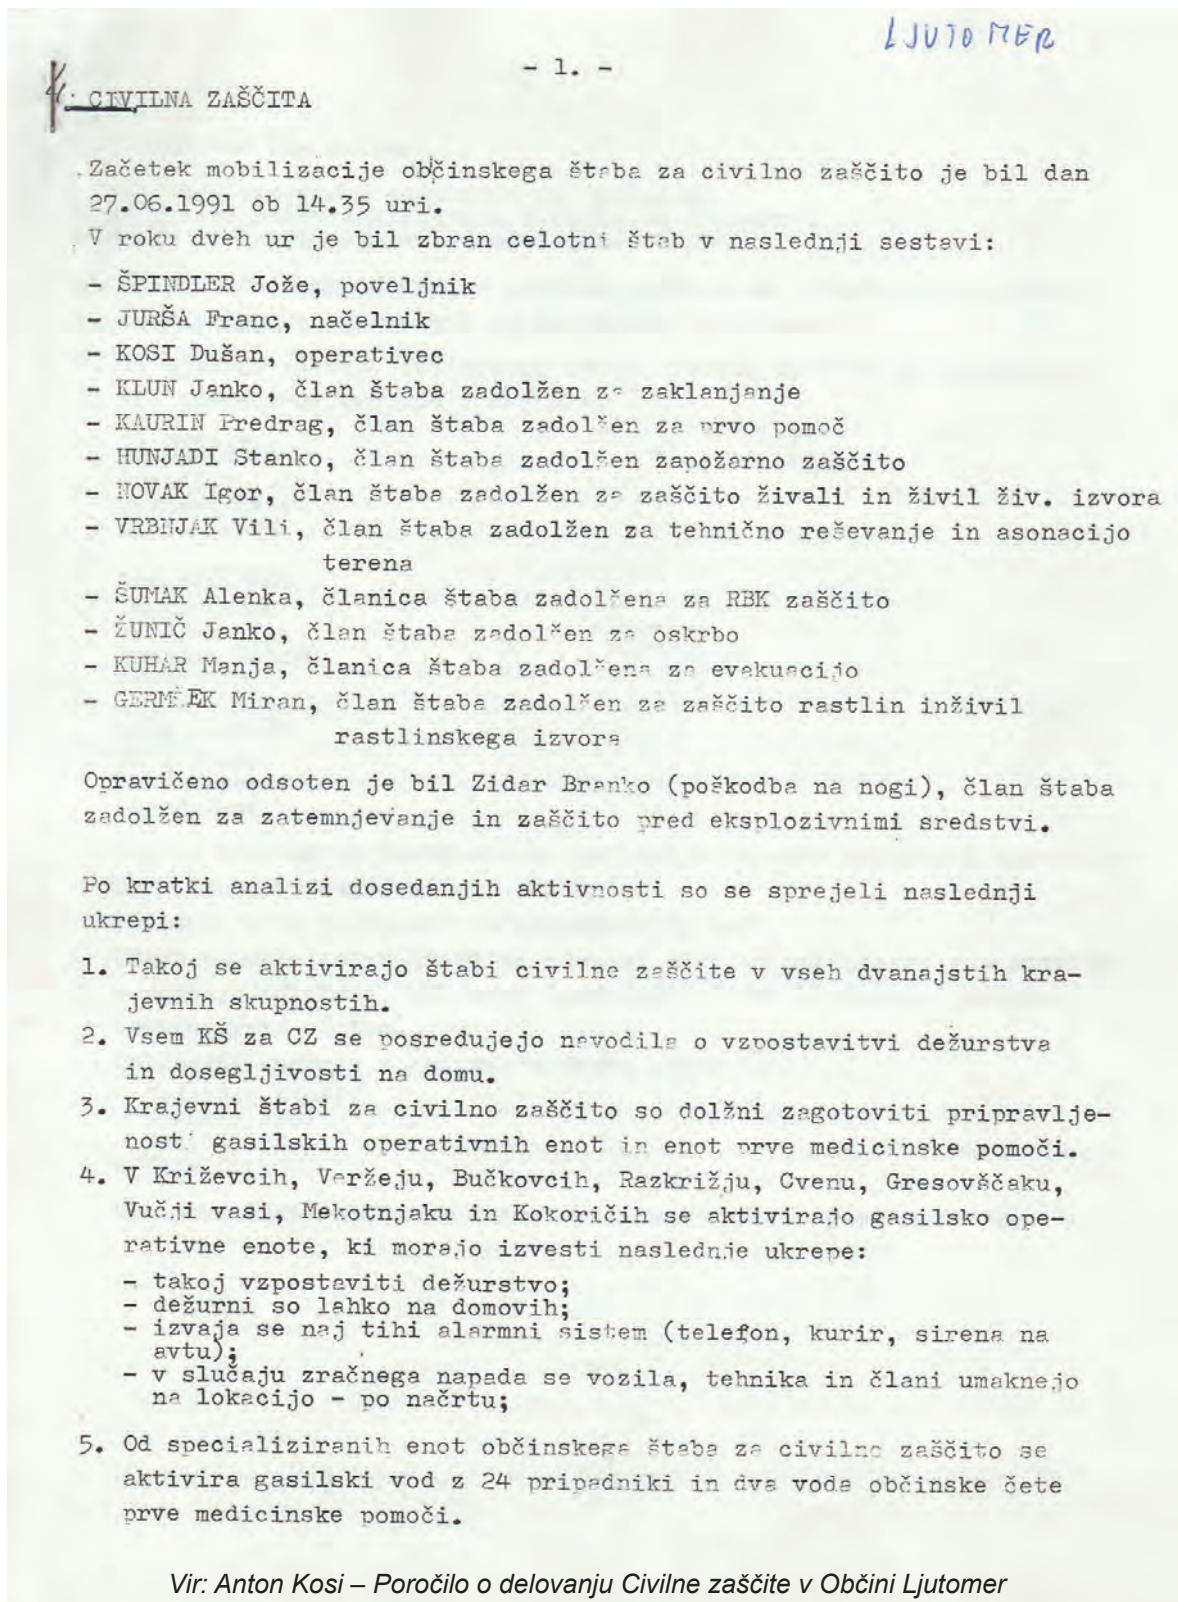 LJUTOMER
- 1. -
CIVILNA ZAŠČITA
Začetek mobilizacije občinskega štaba za civilno zaščito je bil dan
27.06.1991 ob 14.35 uri.
V roku dveh ur je bil zbran celotni štab v naslednji sestavi:
- ŠPINDLER Jože, poveljnik
- JURŠA Franc, načelnik
- KOSI Dušan, operativec
- KLUN Janko, član štaba zadolžen za zaklanjanje
- KAURIN Predrag, član štaba zadolžen za prvo pomoč
- HUNJADI Stanko, član štaba zadolžen zapožarno zaščito
- NOVAK Igor, član štaba zadolžen za zaščito živali in živil živ. izvora
- VRBNJAK Vili, član štaba zadolžen za tehnično reševanje in asonacijo
terena
- ŠUMAK Alenka, članica štaba zadolžena za RBK zaščito
- ŽUNIČ Janko, član štaba zadolžen za oskrbo
- KUHAR Manja, članica štaba zadolžena za evakuacijo
- Miran, član štaba zadolžen za zaščito rastlin inživil
rastlinskega izvora
Opravičeno odsoten je bil Zidar Branko (poškodba na nogi), član štaba
zadolžen za zatemnjevanje in zaščito pred eksplozivnimi sredstvi.
Po kratki analizi dosedanjih aktivnosti so se sprejeli naslednji
ukrepi:
1. Takoj se aktivirajo štabi civilne zaščite v vseh dvanajstih kra-
jevnih skupnostih.
2. Vsem KŠ za CZ se posredujejo navodila o vzpostavitvi dežurstva
in dosegljivosti na domu.
3. Krajevni štabi za civilno zaščito so dolžni zagotoviti pripravlje-
nost gasilskih operativnih enot in enot prve medicinske pomoči.
4. V Križevcih, Veržeju, Bučkovcih, Razkrižju, Cvenu, Gresovščaku,
Vučji vasi, Mekotnjaku in Kokoričih se aktivirajo gasilsko ope-
rativne enote, ki morajo izvesti naslednje ukrepe:
- takoj vzpostaviti dežurstvo;
- dežurni so lahko na domovih;
- izvaja se naj tihi alarmni sistem (telefon, kurir, sirena na
avtu);
- v slučaju zračnega napada se vozila, tehnika in člani umaknejo
na lokacijo - po načrtu;
5. Od specializiranih enot občinskega štaba za civilno zaščito se
aktivira gasilski vod z 24 pripadniki in dva voda občinske čete
prve medicinske pomoči.
Vir: Anton Kosi – Poročilo o delovanju Civilne zaščite v Občini Ljutomer